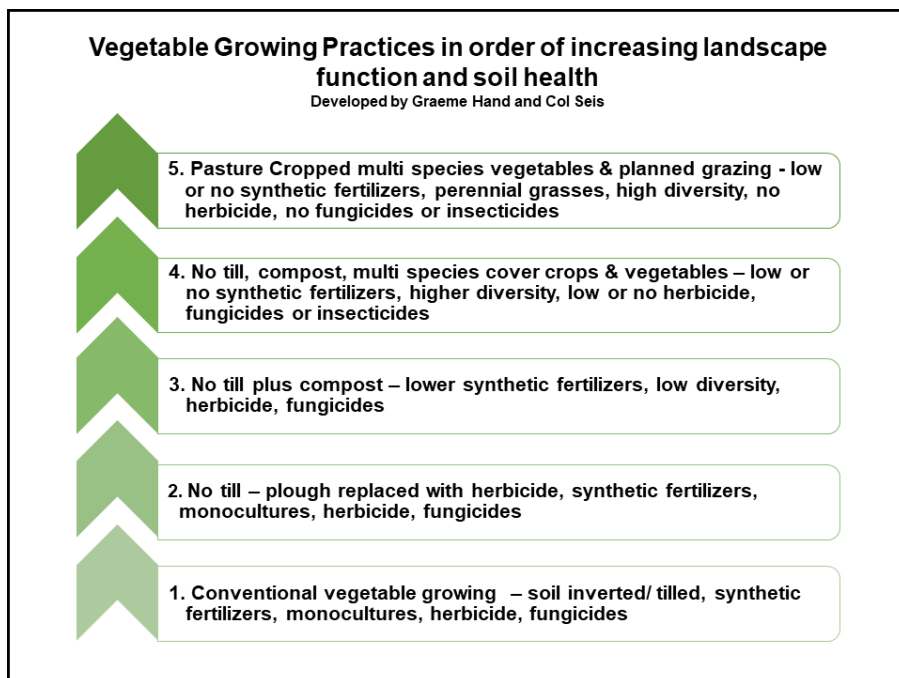 Vegetable Growing Practices in order of increasing landscape
function and soil health
Developed by Graeme Hand and Col Seis
5. Pasture Cropped multi species vegetables & planned grazing - low
or no synthetic fertilizers, perennial grasses, high diversity, no
herbicide, no fungicides or insecticides
4. No till, compost, multi species cover crops & vegetables – low or
no synthetic fertilizers, higher diversity, low or no herbicide,
fungicides or insecticides
3. No till plus compost – lower synthetic fertilizers, low diversity,
herbicide, fungicides
2. No till – plough replaced with herbicide, synthetic fertilizers,
monocultures, herbicide, fungicides
1. Conventional vegetable growing – soil inverted/ tilled, synthetic
fertilizers, monocultures, herbicide, fungicides